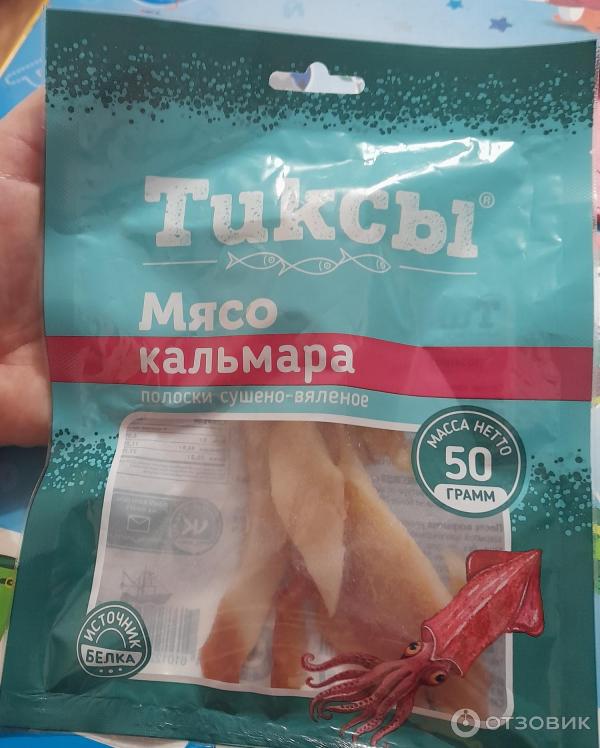 Тиксы®
Мясо
кальмара
полоски сушено-вяленое
МАССА НЕТТО
50
ГРАММ
ИСТОЧНИК
БЕЛКА
ОТЗОВИК